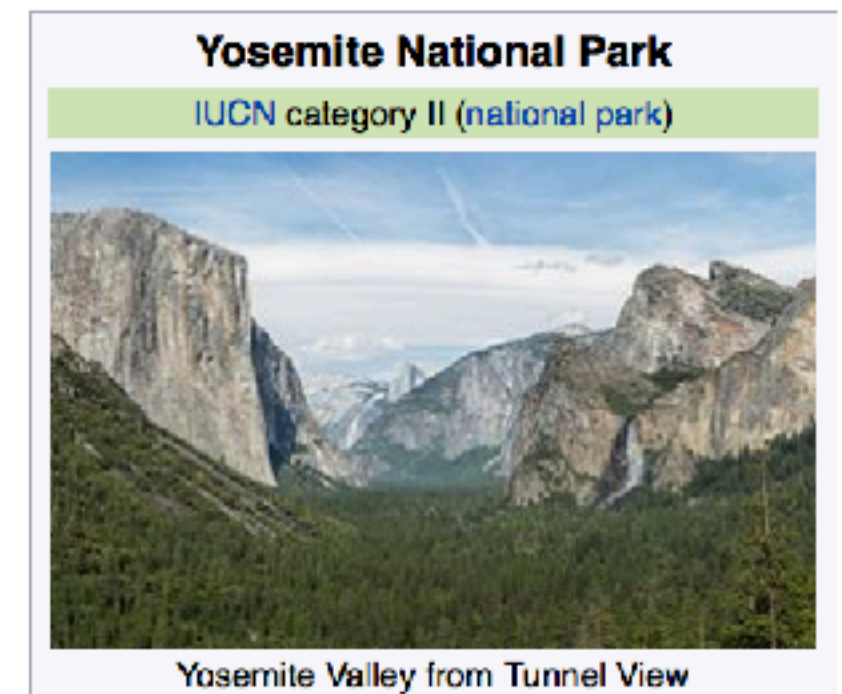 Yosemite National Park
IUCN category II (national park)
Yosemite Valley from Tunnel View